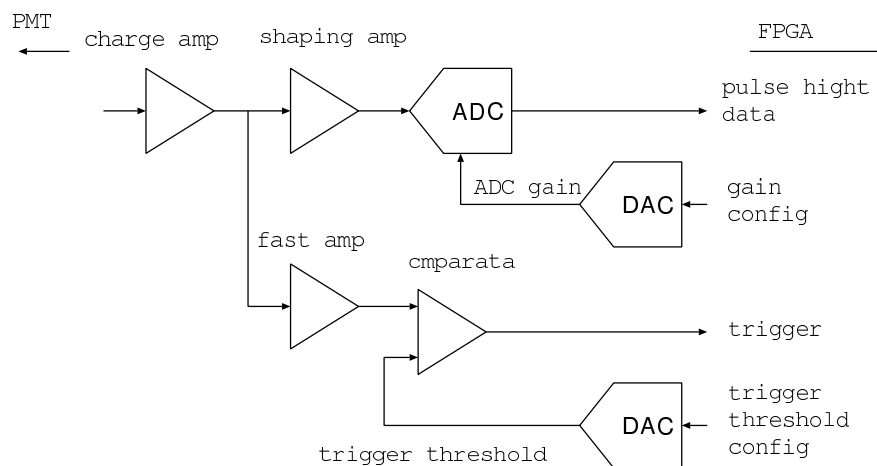 PMT
charge amp
shaping amp
FPGA
ADC
pulse hight
data
ADC gain
DAC
gain
config
fast amp
cmparata
trigger
trigger threshold
DAC
trigger
threshold
config